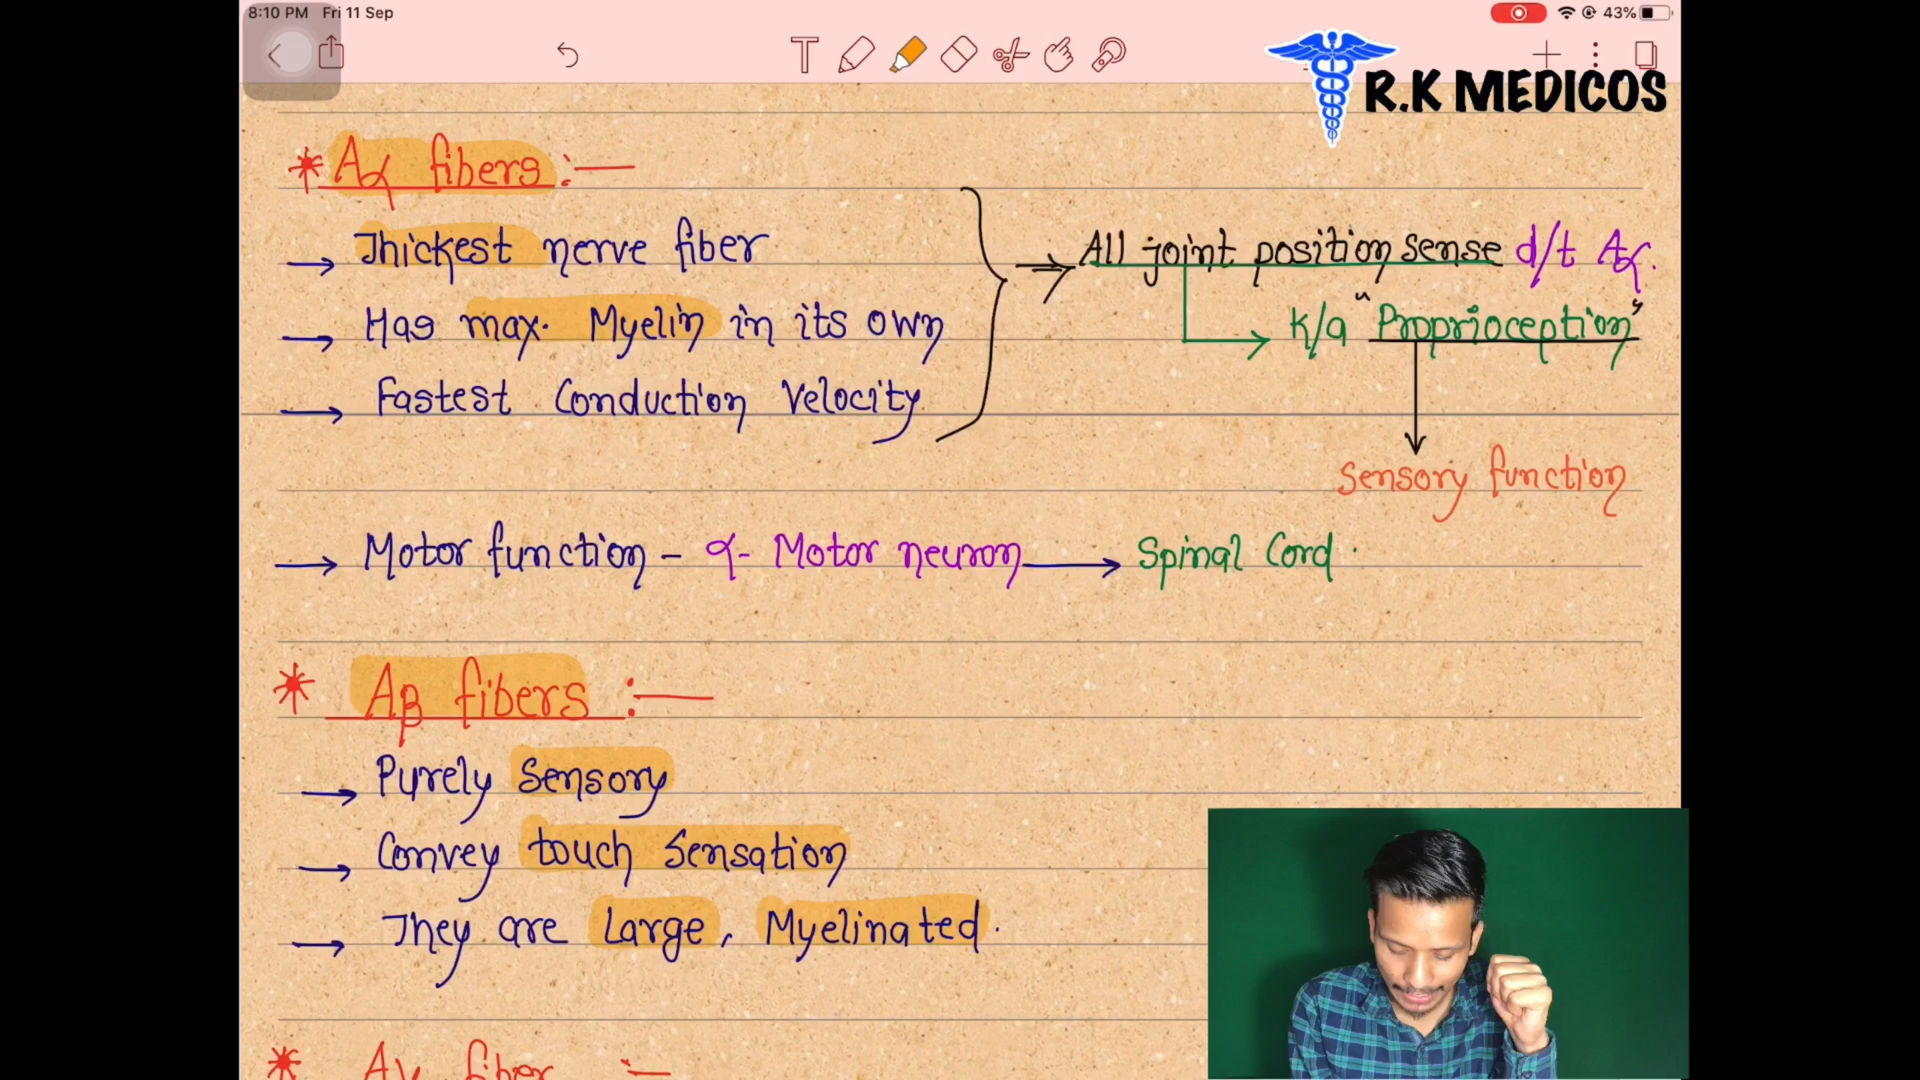 8:10 PM Fri 11 Sep
43%
R.K MEDICOS
* Aα fibers :—
→ Thickest nerve fiber
→ Has max. Myelin in its own
→ Fastest Conduction Velocity
⇒ All joint position sense d/t Aα.
→ K/a "Proprioception"
Sensory function
→ Motor function - α- Motor neuron → Spinal Cord.
* Aβ fibers :—
→ Purely Sensory
→ Convey touch Sensation
→ They are Large, Myelinated.
* Aγ fiber :—